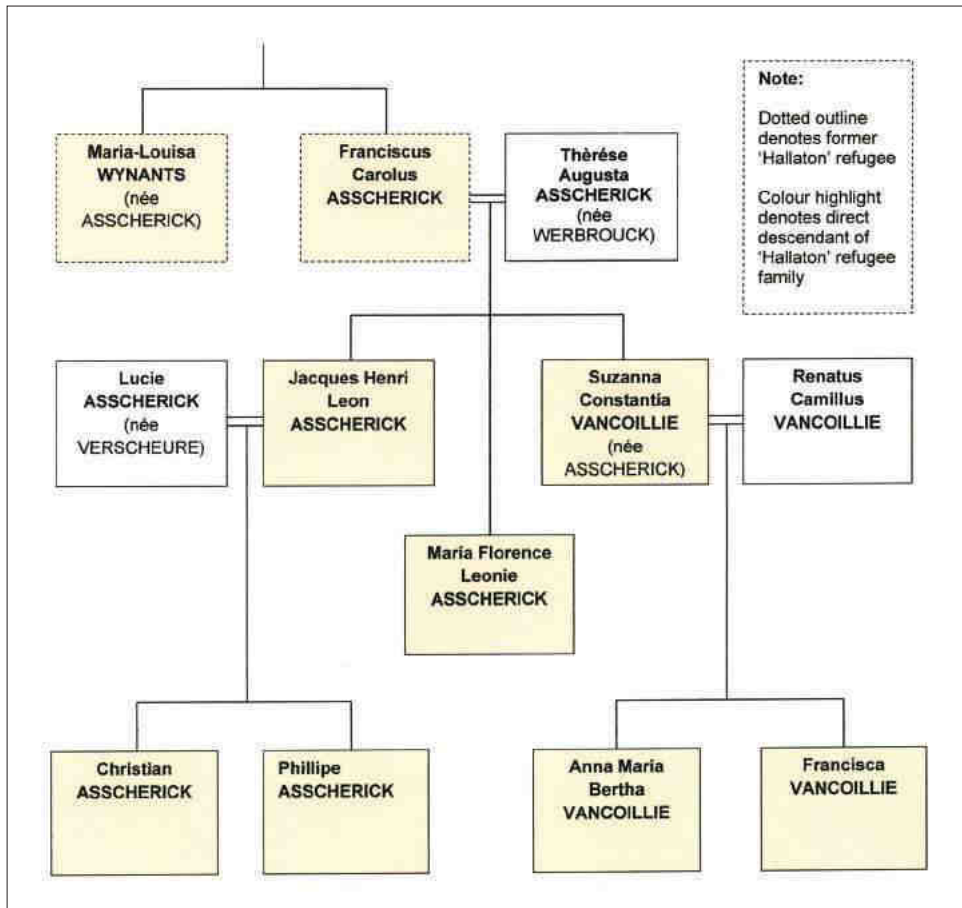 Maria-Louisa
WYNANTS
(née
ASSCHERICK)
Franciscus
Carolus
ASSCHERICK
Thèrése
Augusta
ASSCHERICK
(née
WERBROUCK)
Note:
Dotted outline
denotes former
‘Hallaton’ refugee
Colour highlight
denotes direct
descendant of
‘Hallaton’ refugee
family
Lucie
ASSCHERICK
(née
VERSCHEURE)
Jacques Henri
Leon
ASSCHERICK
Suzanna
Constantia
VANCOILLIE
(née
ASSCHERICK)
Renatus
Camillus
VANCOILLIE
Maria Florence
Leonie
ASSCHERICK
Christian
ASSCHERICK
Phillipe
ASSCHERICK
Anna Maria
Bertha
VANCOILLIE
Francisca
VANCOILLIE